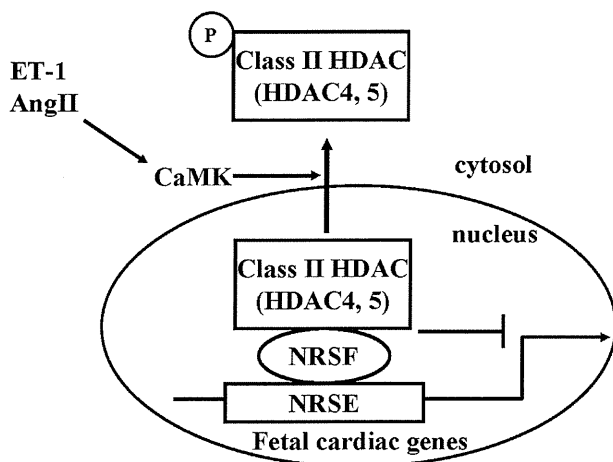 P
Class II HDAC
(HDAC4, 5)
ET-1
AngII
CaMK
cytosol
nucleus
Class II HDAC
(HDAC4, 5)
NRSF
NRSE
Fetal cardiac genes